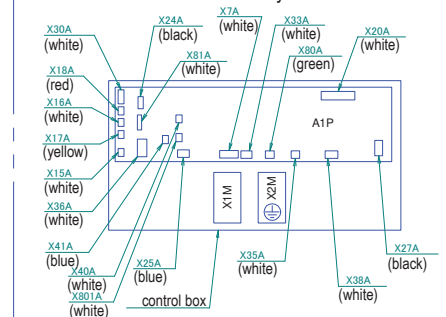 X30A
(white)
X24A
(black)
X7A
(white)
X33A
(white)
X20A
(white)
X81A
(white)
X80A
(green)
X18A
(red)
X16A
(white)
X17A
(yellow)
X15A
(white)
X36A
(white)
X41A
(blue)
X40A
(white)
X801A
(white)
X25A
(blue)
control box
A1P
X1M
X2M
X35A
(white)
X38A
(white)
X27A
(black)